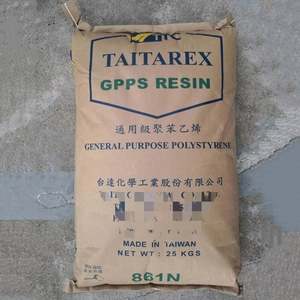 TTC
TAITAREX
GPPS RESIN
通用級聚苯乙烯
GENERAL PURPOSE POLYSTYRENE
台達化學工業股份有限公司
MADE IN TAIWAN
NET WT: 25 KGS
861N